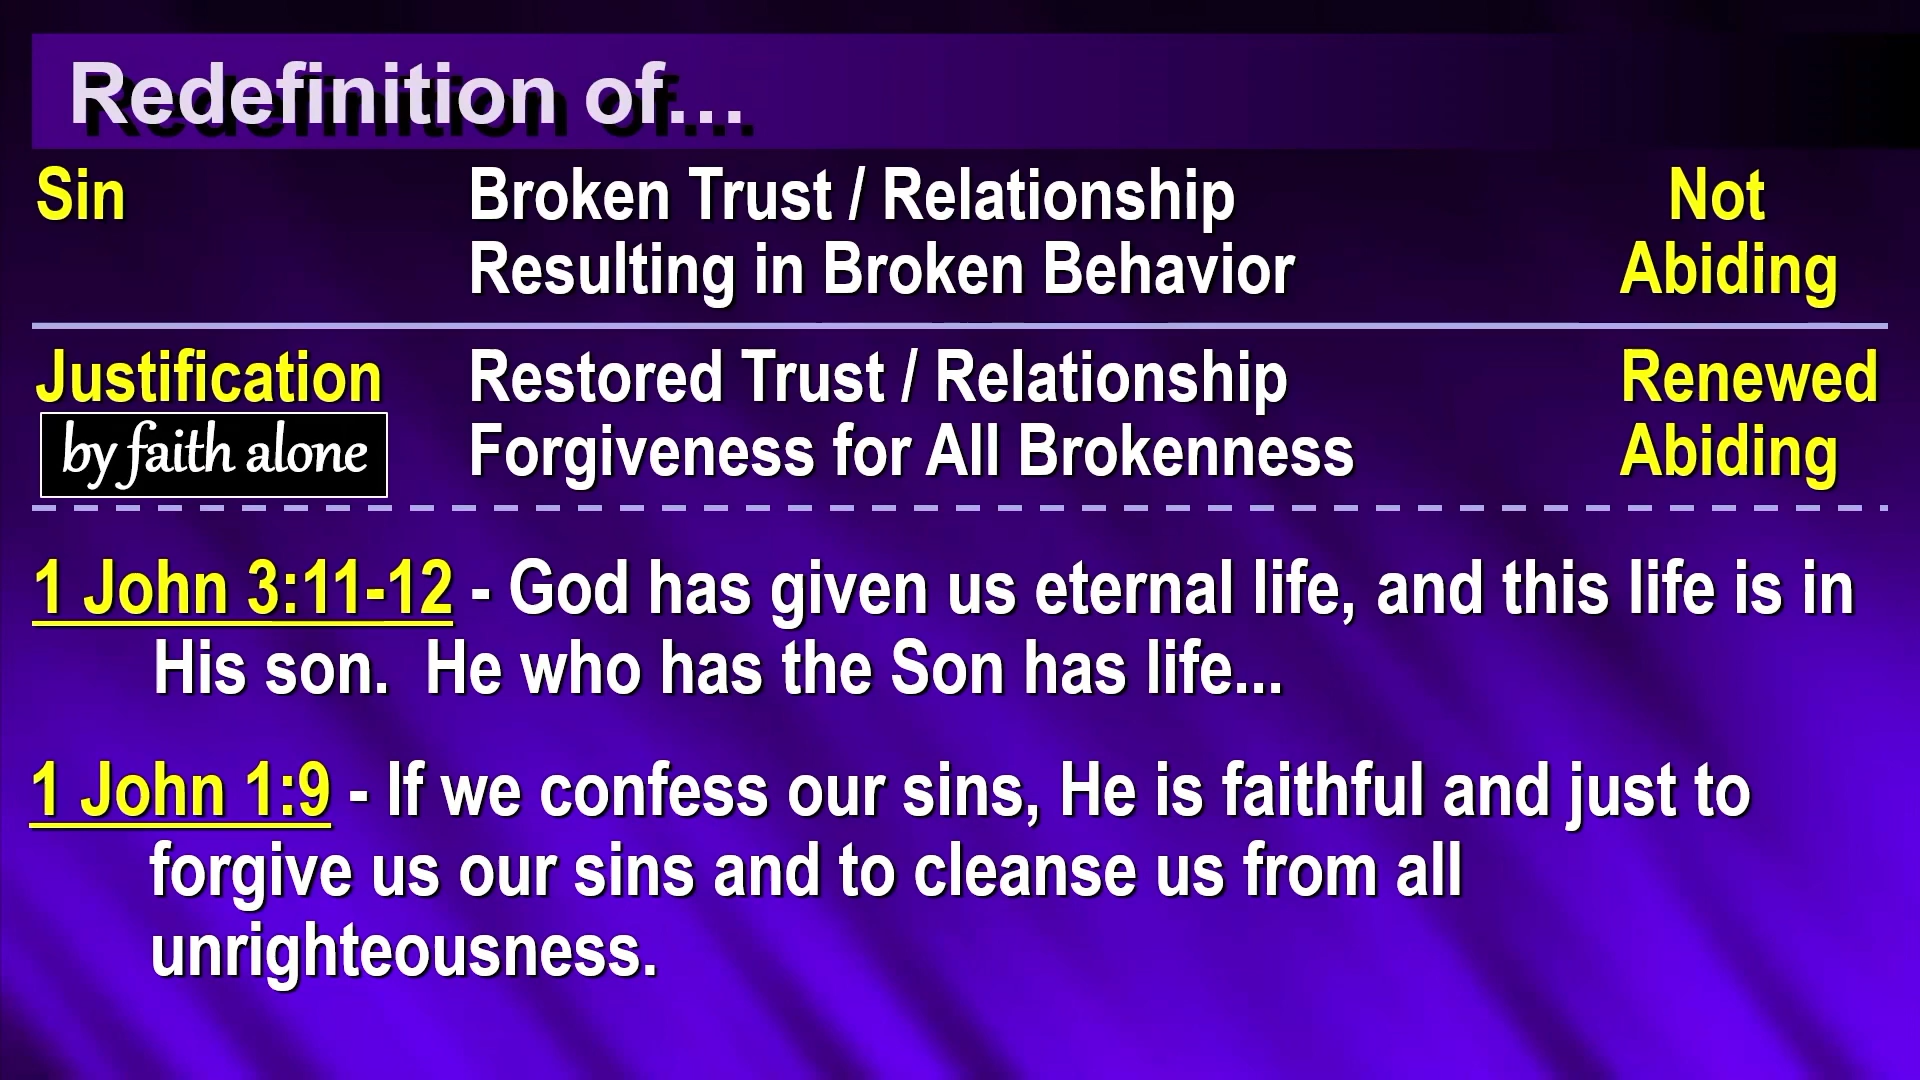 Redefinition of...
Sin Broken Trust / Relationship Not
Resulting in Broken Behavior Abiding
Justification Restored Trust / Relationship Renewed
by faith alone Forgiveness for All Brokenness Abiding
1 John 3:11-12 - God has given us eternal life, and this life is in
His son. He who has the Son has life...
1 John 1:9 - If we confess our sins, He is faithful and just to
forgive us our sins and to cleanse us from all
unrighteousness.